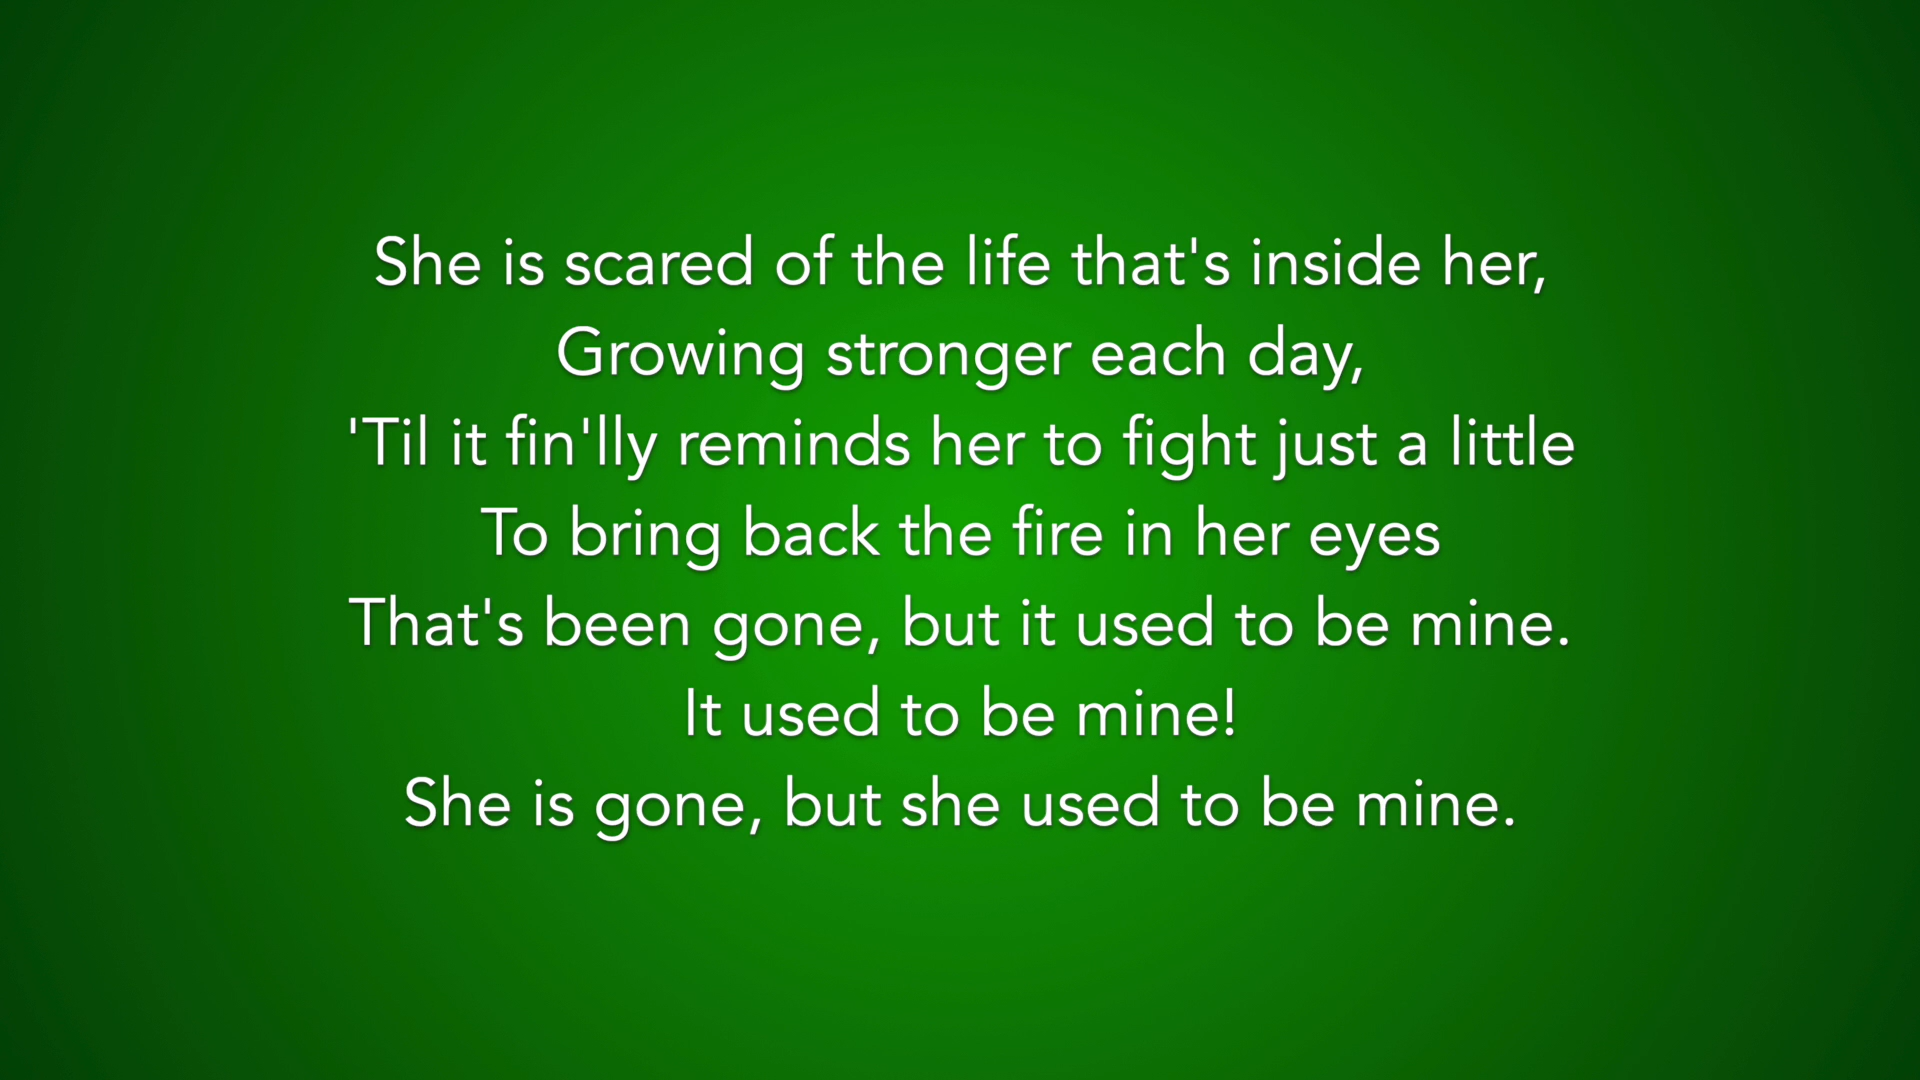 She is scared of the life that's inside her,
Growing stronger each day,
'Til it fin'lly reminds her to fight just a little
To bring back the fire in her eyes
That's been gone, but it used to be mine.
It used to be mine!
She is gone, but she used to be mine.